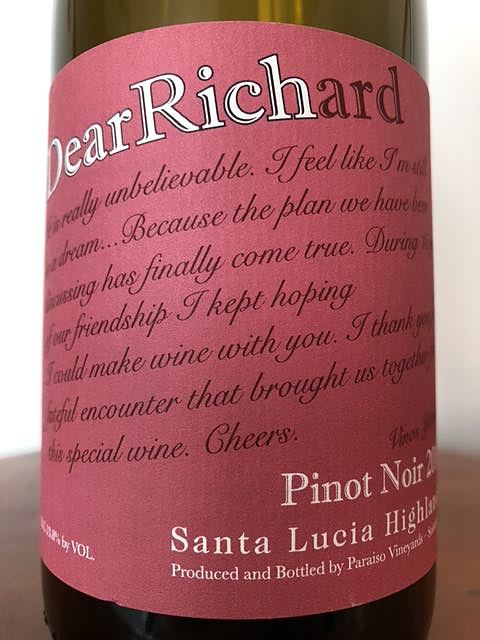 DearRichard
is really unbelievable. I feel like I'm still
a dream... Because the plan we have been
discussing has finally come true. During
of our friendship I kept hoping
I could make wine with you. I thank you
fateful encounter that brought us together
this special wine. Cheers.
Pinot Noir
Santa Lucia
Produced and Bottled by Paraiso Vineyards
by VOL.